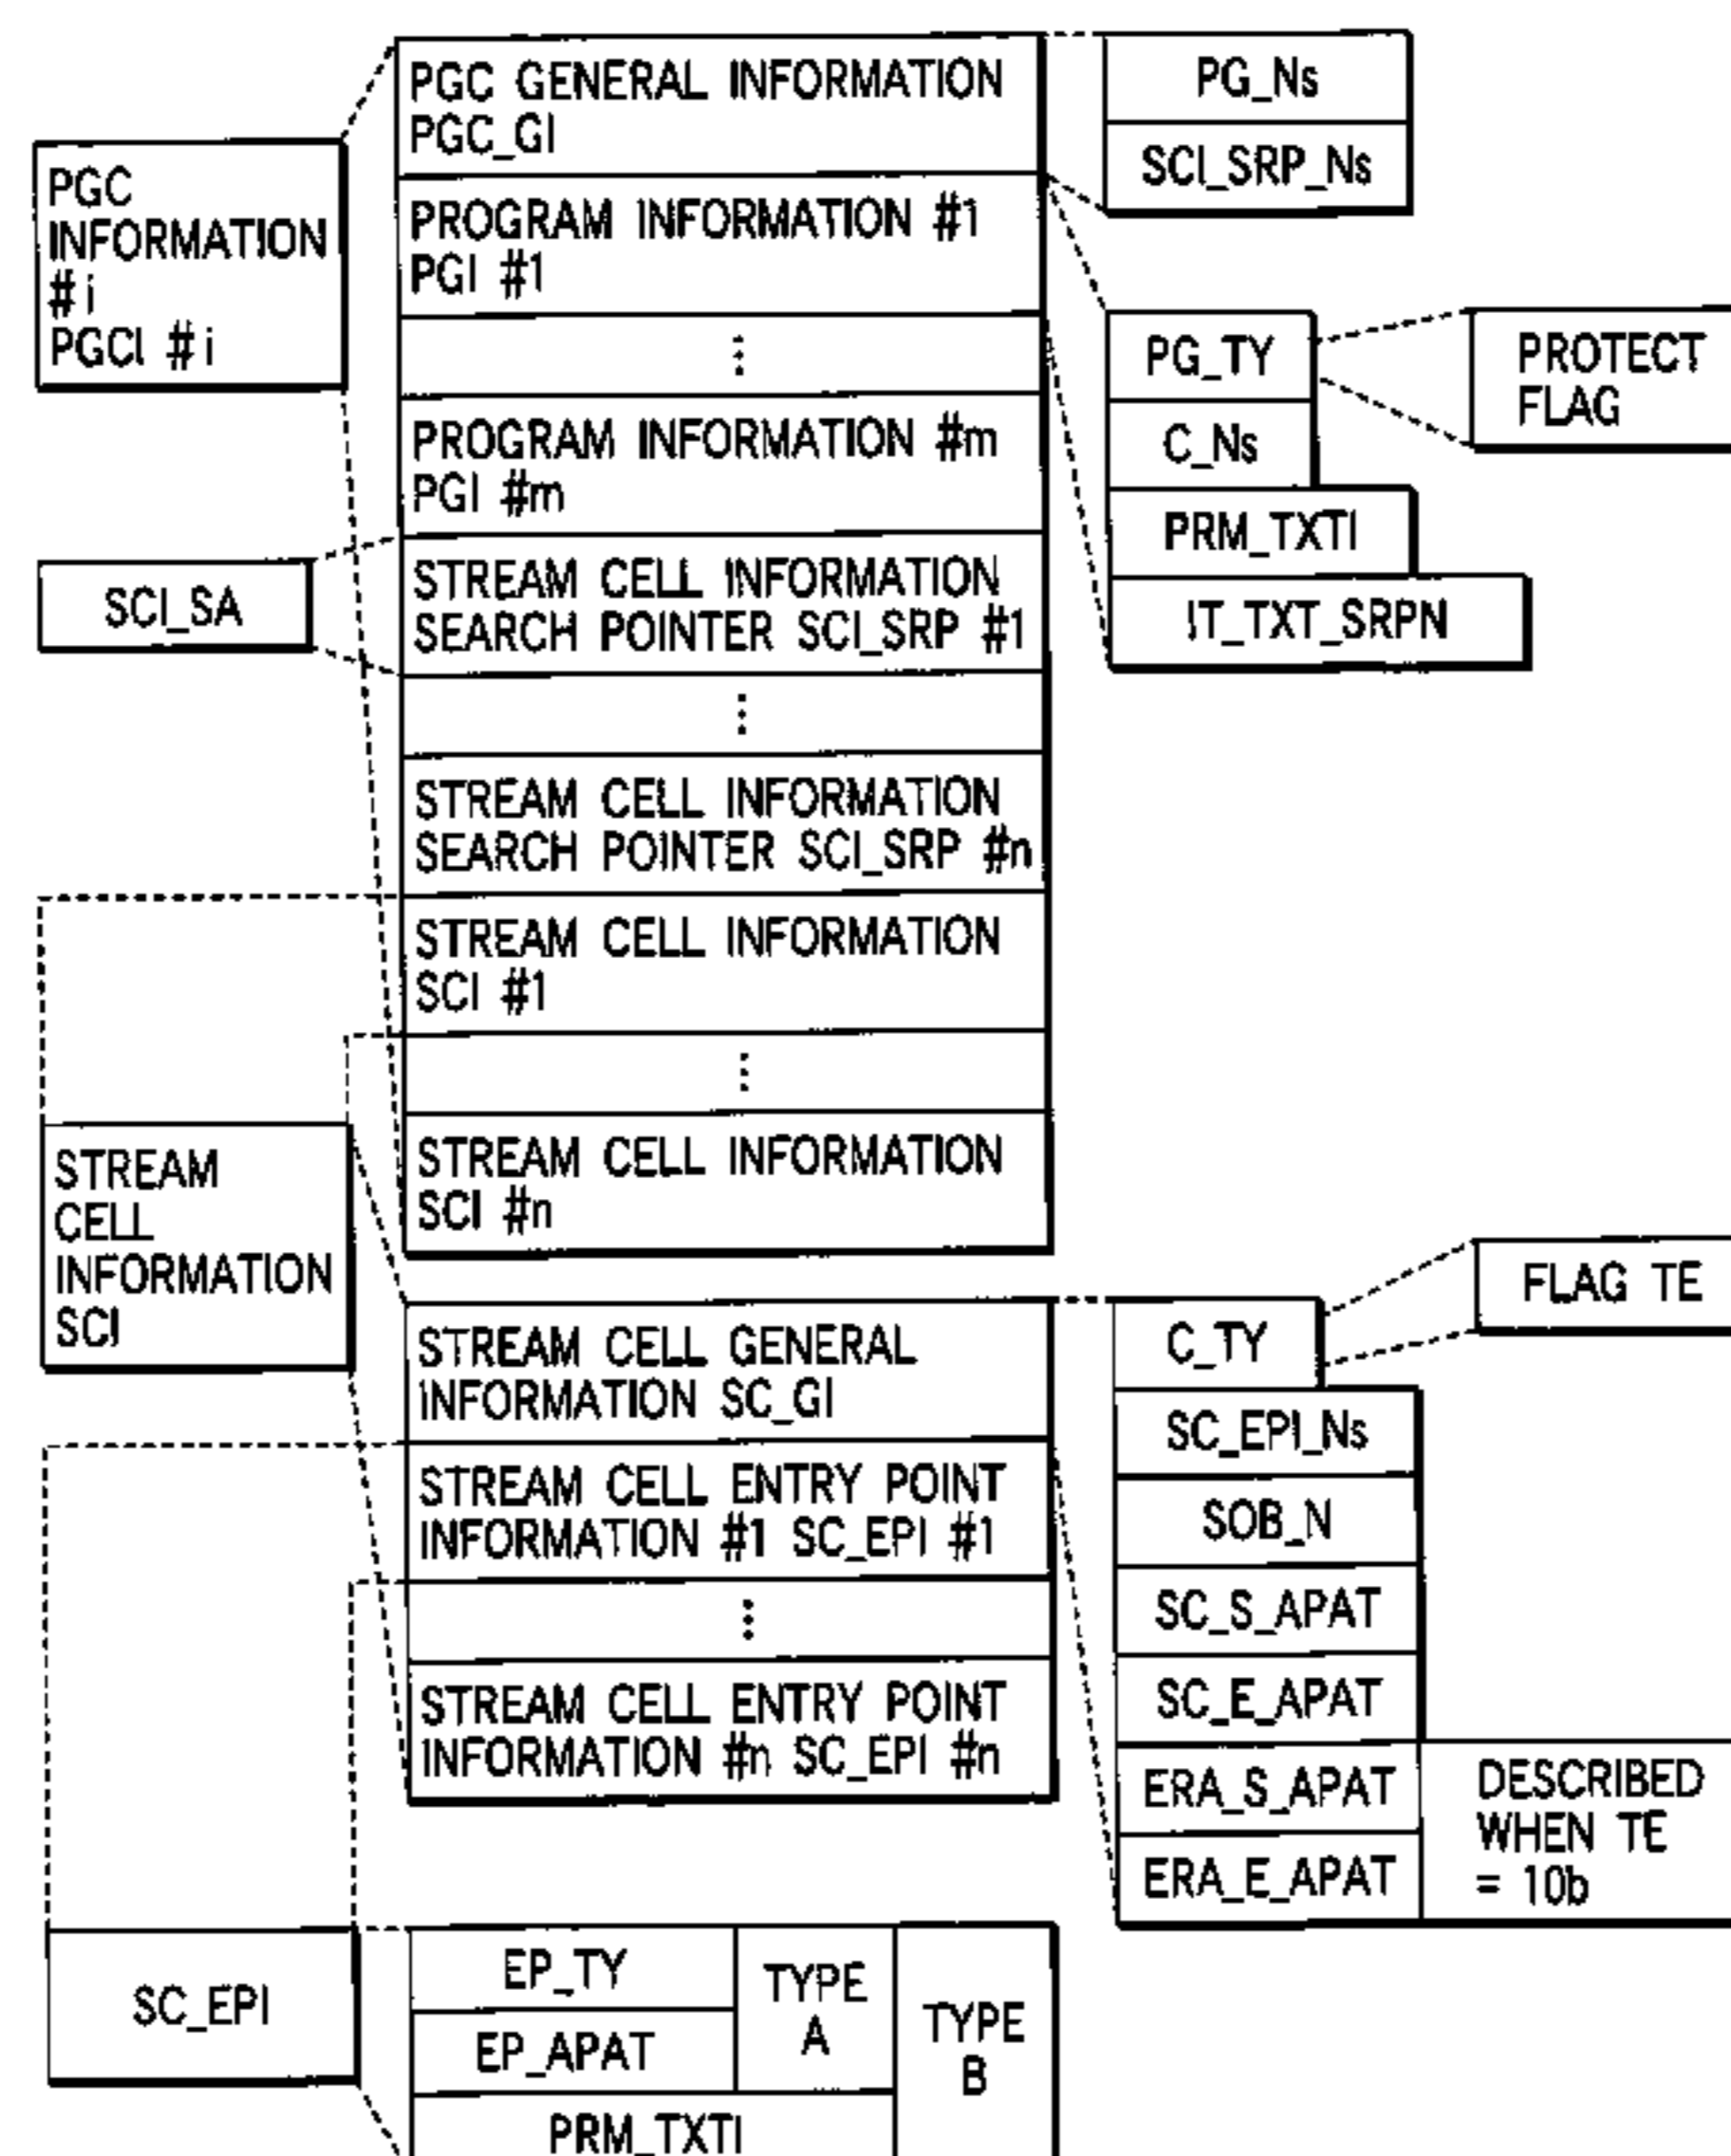 PGC GENERAL INFORMATION
PGC_GI
PG_Ns
SCI_SRP_Ns
PGC
INFORMATION
#i
PGCI #i
PROGRAM INFORMATION #1
PGI #1
⋮
PROGRAM INFORMATION #m
PGI #m
PG_TY
C_Ns
PRM_TXTI
IT_TXT_SRPN
PROTECT
FLAG
SCI_SA
STREAM CELL INFORMATION
SEARCH POINTER SCI_SRP #1
⋮
STREAM CELL INFORMATION
SEARCH POINTER SCI_SRP #n
STREAM CELL INFORMATION
SCI #1
⋮
STREAM CELL INFORMATION
SCI #n
STREAM
CELL
INFORMATION
SCI
STREAM CELL GENERAL
INFORMATION SC_GI
STREAM CELL ENTRY POINT
INFORMATION #1 SC_EPI #1
⋮
STREAM CELL ENTRY POINT
INFORMATION #n SC_EPI #n
C_TY
FLAG TE
SC_EPI_Ns
SOB_N
SC_S_APAT
SC_E_APAT
ERA_S_APAT
ERA_E_APAT
DESCRIBED
WHEN TE
= 10b
SC_EPI
EP_TY
EP_APAT
TYPE
A
TYPE
B
PRM_TXTI